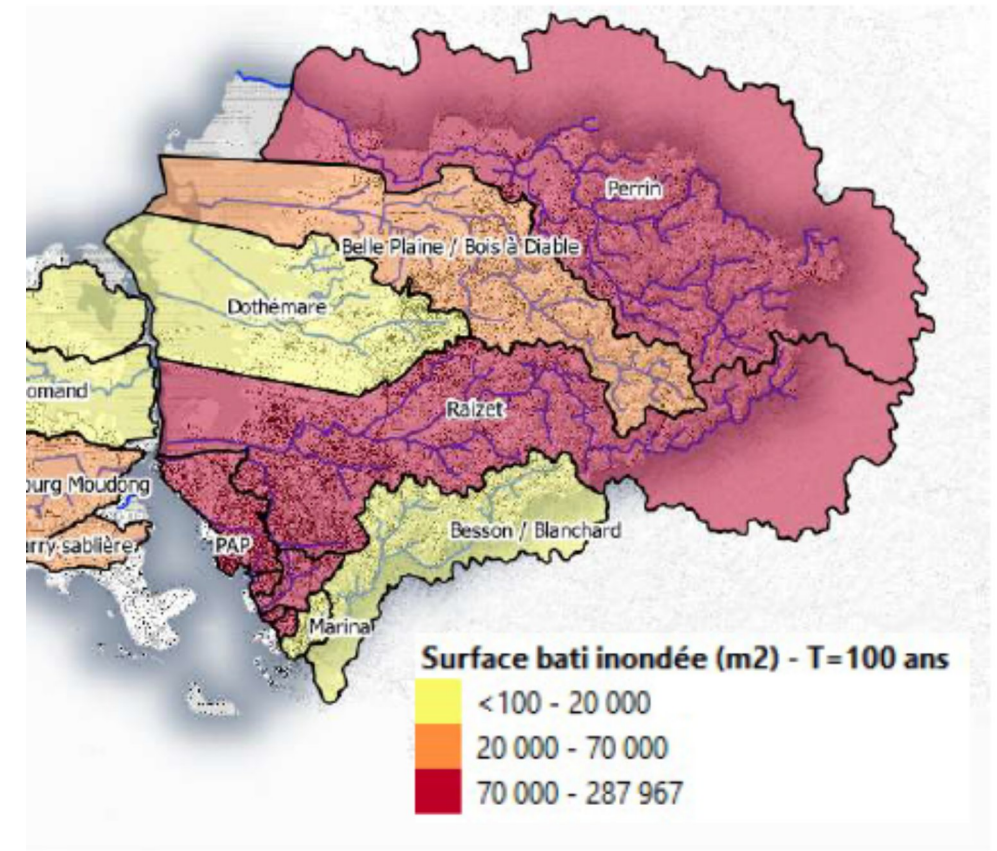 Perrin
Belle Plaine / Bois à Diable
Dothémare
omand
Raizet
ourg Moudong
Besson / Blanchard
PAP
arry sablière
Marina
Surface bati inondée (m2) - T=100 ans
<100 - 20 000
20 000 - 70 000
70 000 - 287 967